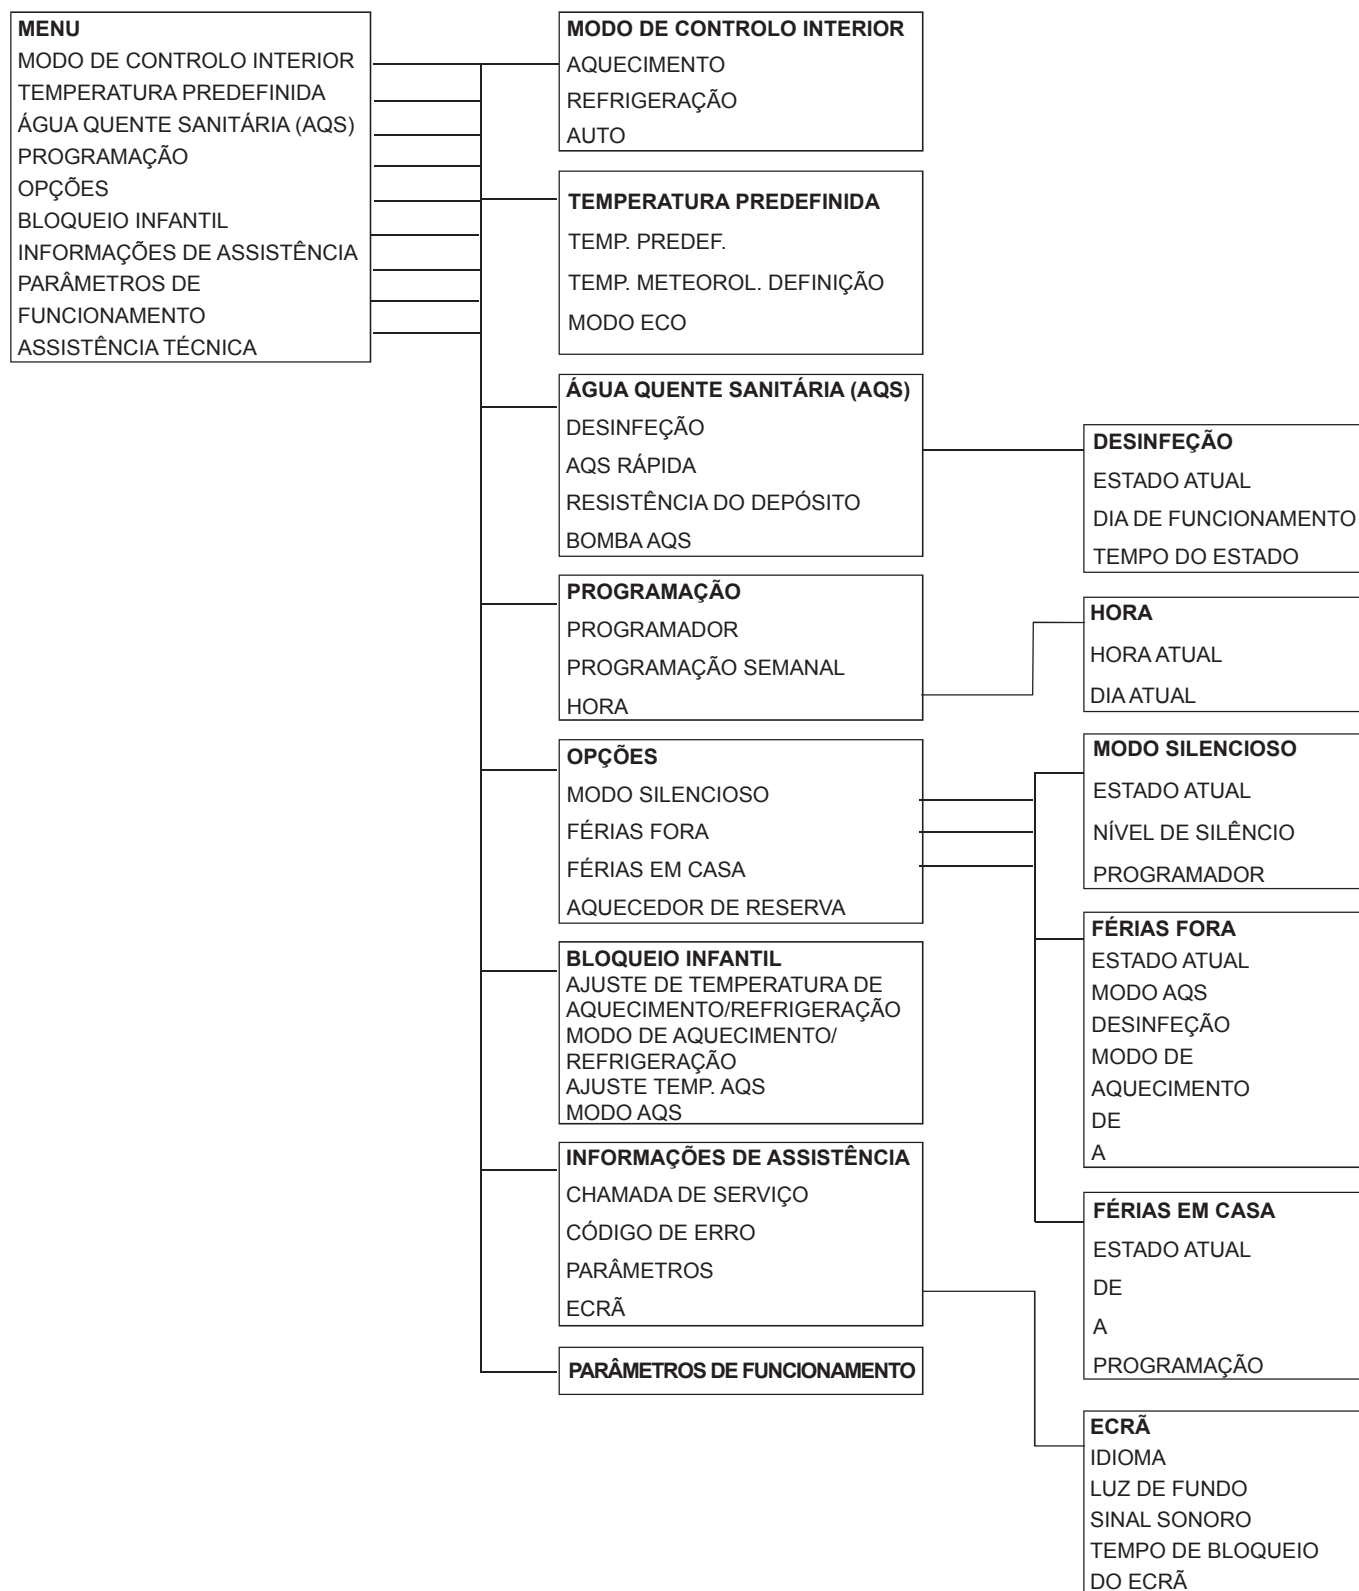 MENU
MODO DE CONTROLO INTERIOR
TEMPERATURA PREDEFINIDA
ÁGUA QUENTE SANITÁRIA (AQS)
PROGRAMAÇÃO
OPÇÕES
BLOQUEIO INFANTIL
INFORMAÇÕES DE ASSISTÊNCIA
PARÂMETROS DE
FUNCIONAMENTO
ASSISTÊNCIA TÉCNICA
MODO DE CONTROLO INTERIOR
AQUECIMENTO
REFRIGERAÇÃO
AUTO
TEMPERATURA PREDEFINIDA
TEMP. PREDEF.
TEMP. METEOROL. DEFINIÇÃO
MODO ECO
ÁGUA QUENTE SANITÁRIA (AQS)
DESINFEÇÃO
AQS RÁPIDA
RESISTÊNCIA DO DEPÓSITO
BOMBA AQS
PROGRAMAÇÃO
PROGRAMADOR
PROGRAMAÇÃO SEMANAL
HORA
OPÇÕES
MODO SILENCIOSO
FÉRIAS FORA
FÉRIAS EM CASA
AQUECEDOR DE RESERVA
BLOQUEIO INFANTIL
AJUSTE DE TEMPERATURA DE
AQUECIMENTO/REFRIGERAÇÃO
MODO DE AQUECIMENTO/
REFRIGERAÇÃO
AJUSTE TEMP. AQS
MODO AQS
INFORMAÇÕES DE ASSISTÊNCIA
CHAMADA DE SERVIÇO
CÓDIGO DE ERRO
PARÂMETROS
ECRÃ
PARÂMETROS DE FUNCIONAMENTO
DESINFEÇÃO
ESTADO ATUAL
DIA DE FUNCIONAMENTO
TEMPO DO ESTADO
HORA
HORA ATUAL
DIA ATUAL
MODO SILENCIOSO
ESTADO ATUAL
NÍVEL DE SILÊNCIO
PROGRAMADOR
FÉRIAS FORA
ESTADO ATUAL
MODO AQS
DESINFEÇÃO
MODO DE
AQUECIMENTO
DE
A
FÉRIAS EM CASA
ESTADO ATUAL
DE
A
PROGRAMAÇÃO
ECRÃ
IDIOMA
LUZ DE FUNDO
SINAL SONORO
TEMPO DE BLOQUEIO
DO ECRÃ